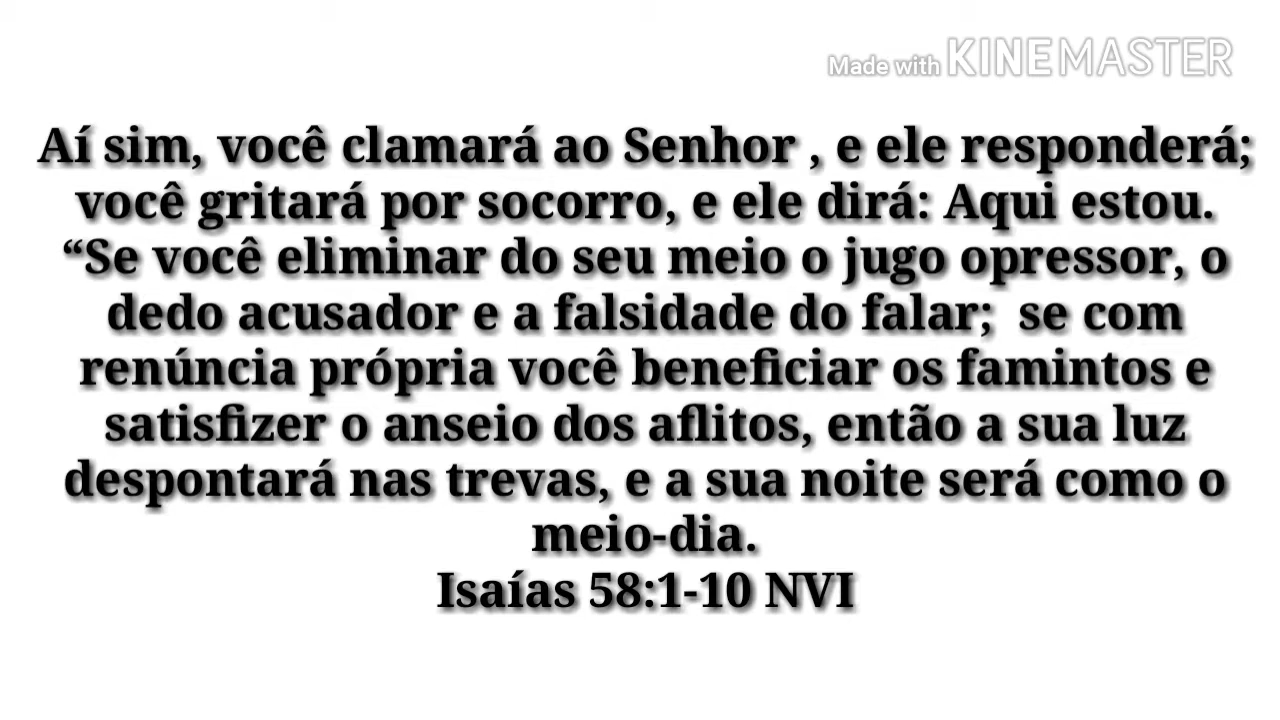 Made with KINEMASTER
Aí sim, você clamará ao Senhor , e ele responderá;
você gritará por socorro, e ele dirá: Aqui estou.
“Se você eliminar do seu meio o jugo opressor, o
dedo acusador e a falsidade do falar;  se com
renúncia própria você beneficiar os famintos e
satisfizer o anseio dos aflitos, então a sua luz
despontará nas trevas, e a sua noite será como o
meio-dia.
Isaías 58:1-10 NVI